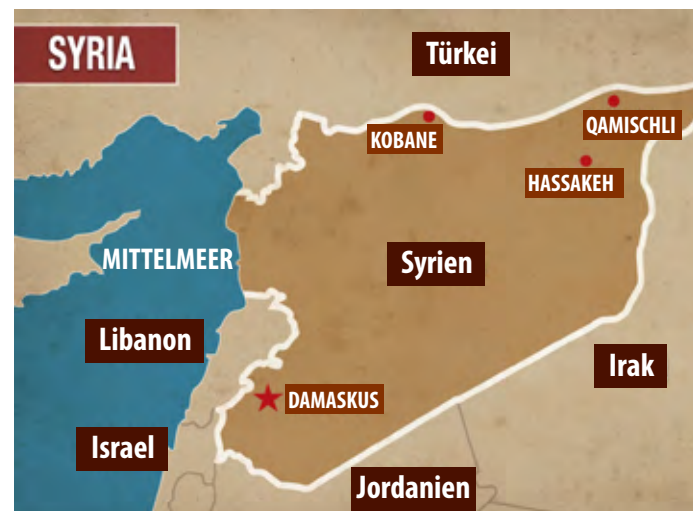 SYRIA
Türkei
KOBANE
QAMISCHLI
HASSAKEH
MITTELMEER
Syrien
Libanon
Irak
DAMASKUS
Israel
Jordanien